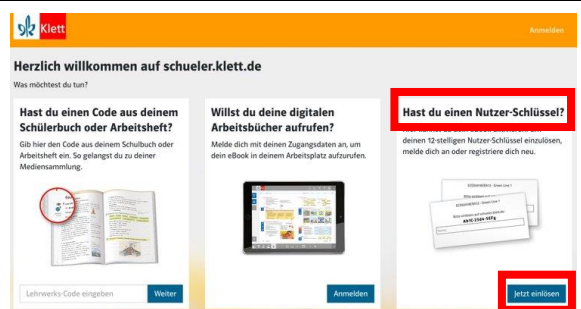 Klett
Anmelden
Herzlich willkommen auf schueler.klett.de
Was möchtest du tun?
Hast du einen Code aus deinem
Schülerbuch oder Arbeitsheft?
Gib hier den Code aus deinem Schulbuch oder
Arbeitsheft ein. So gelangst du zu deiner
Mediensammlung.
Lehrwerks-Code eingeben
Weiter
Willst du deine digitalen
Arbeitsbücher aufrufen?
Melde dich mit deinen Zugangsdaten an, um
dein eBook in deinem Arbeitsplatz aufzurufen.
Anmelden
Hast du einen Nutzer-Schlüssel?
deinen 12-stelligen Nutzer-Schlüssel einzulösen,
melde dich an oder registriere dich neu.
Jetzt einlösen